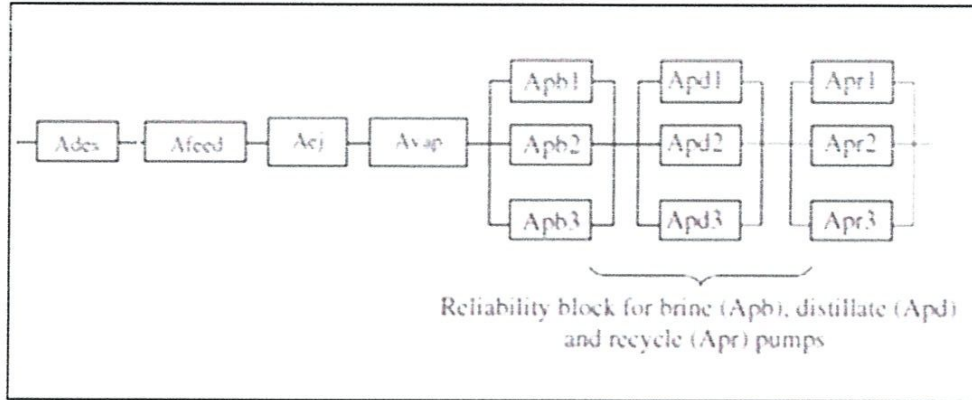 Apb1 Apd1 Apr1
Ades Afeed Aej Avap Apb2 Apd2 Apr2
Apb3 Apd3 Apr3
Reliability block for brine (Apb), distillate (Apd)
and recycle (Apr) pumps